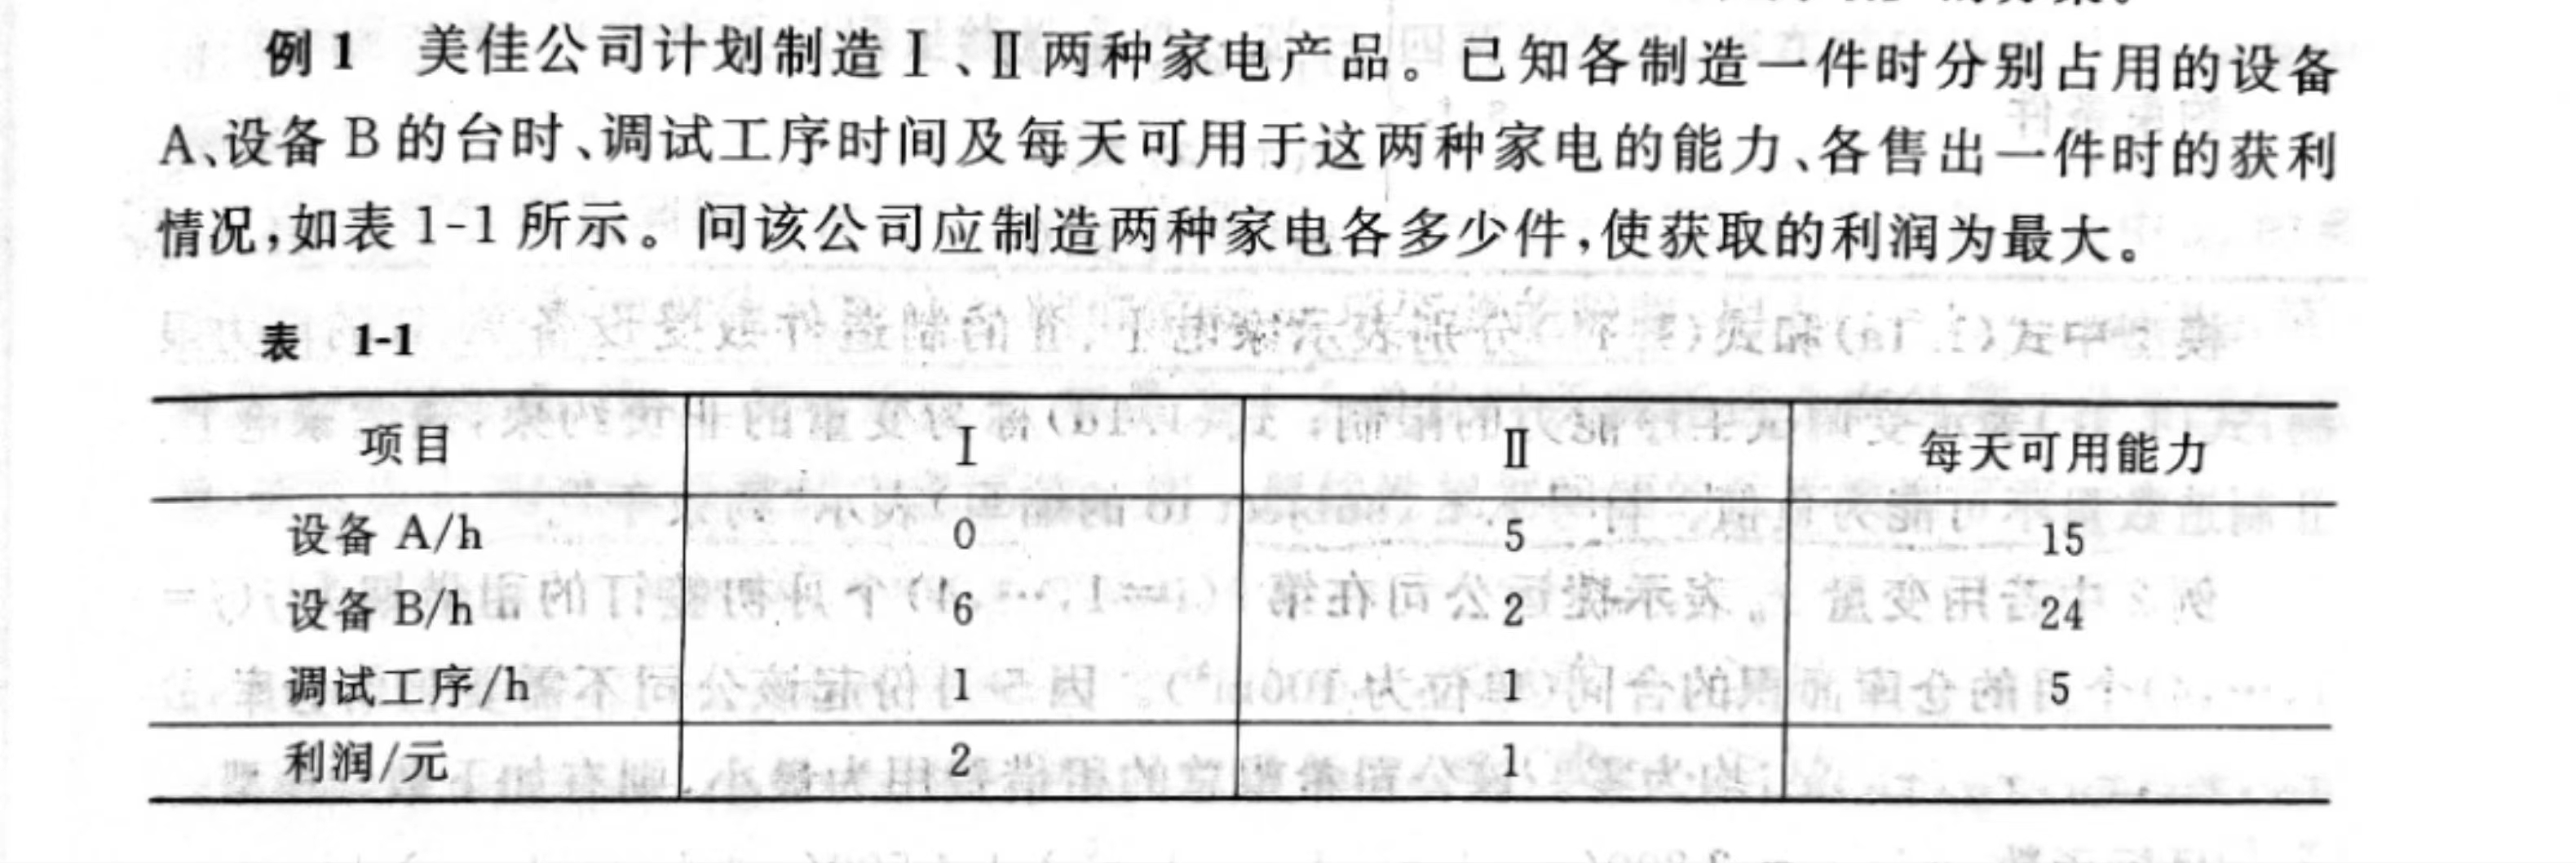 例1 美佳公司计划制造Ⅰ、Ⅱ两种家电产品。已知各制造一件时分别占用的设备
A、设备B的台时、调试工序时间及每天可用于这两种家电的能力、各售出一件时的获利
情况,如表1-1所示。问该公司应制造两种家电各多少件,使获取的利润为最大。
表 1-1
项目 Ⅰ Ⅱ 每天可用能力
设备 A/h 0 5 15
设备 B/h 6 2 24
调试工序/h 1 1 5
利润/元 2 1